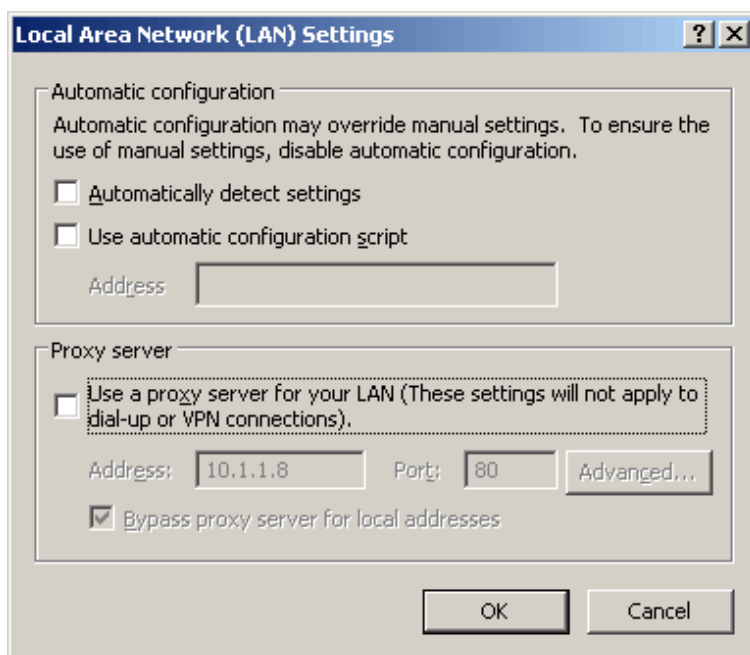 Local Area Network (LAN) Settings
Automatic configuration
Automatic configuration may override manual settings.  To ensure the
use of manual settings, disable automatic configuration.
Automatically detect settings
Use automatic configuration script
Address
Proxy server
Use a proxy server for your LAN (These settings will not apply to
dial-up or VPN connections).
Address: 10.1.1.8 Port: 80 Advanced...
Bypass proxy server for local addresses
OK Cancel